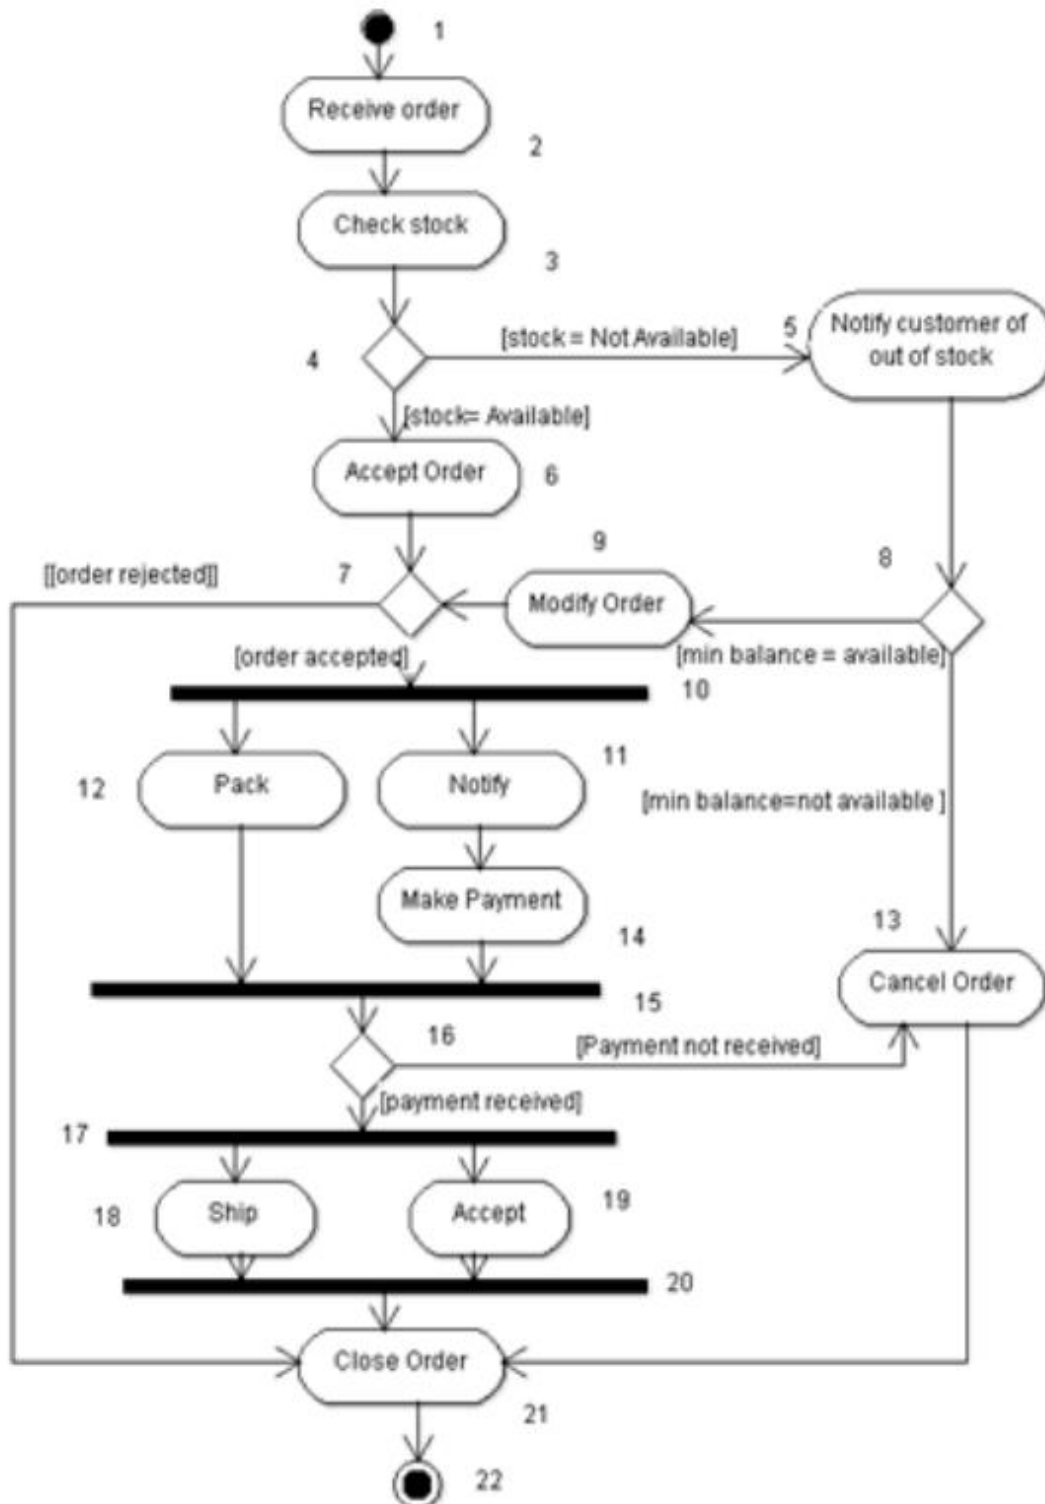 1
Receive order
2
Check stock
3
[stock = Not Available]
5
Notify customer of
out of stock
4
[stock= Available]
Accept Order
6
9
8
[[order rejected]]
7
Modify Order
[order accepted]
[min balance = available]
10
12
Pack
Notify
11
[min balance=not available ]
Make Payment
14
13
Cancel Order
15
16
[Payment not received]
[payment received]
17
18
Ship
Accept
19
20
Close Order
21
22